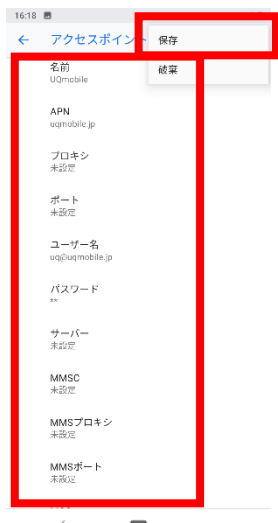 16:18
← アクセスポイント
保存
破棄
名前
UQmobile
APN
uqmobile.jp
プロキシ
未設定
ポート
未設定
ユーザー名
uq@uqmobile.jp
パスワード
**
サーバー
未設定
MMSC
未設定
MMSプロキシ
未設定
MMSポート
未設定